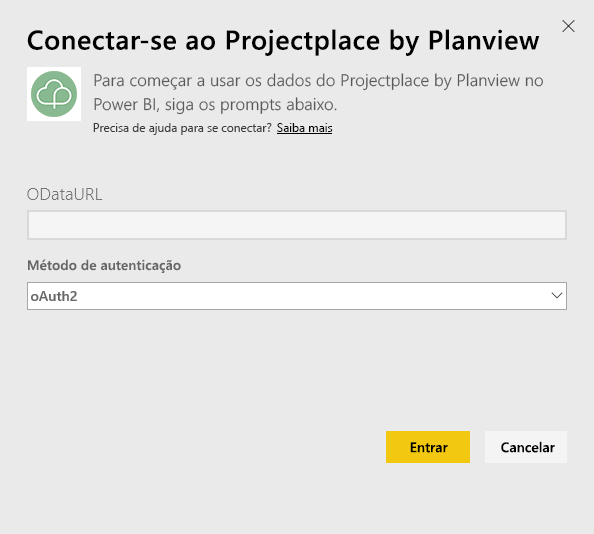 Conectar-se ao Projectplace by Planview
Para começar a usar os dados do Projectplace by Planview no
Power BI, siga os prompts abaixo.
Precisa de ajuda para se conectar? Saiba mais
ODataURL
Método de autenticação
oAuth2
Entrar
Cancelar